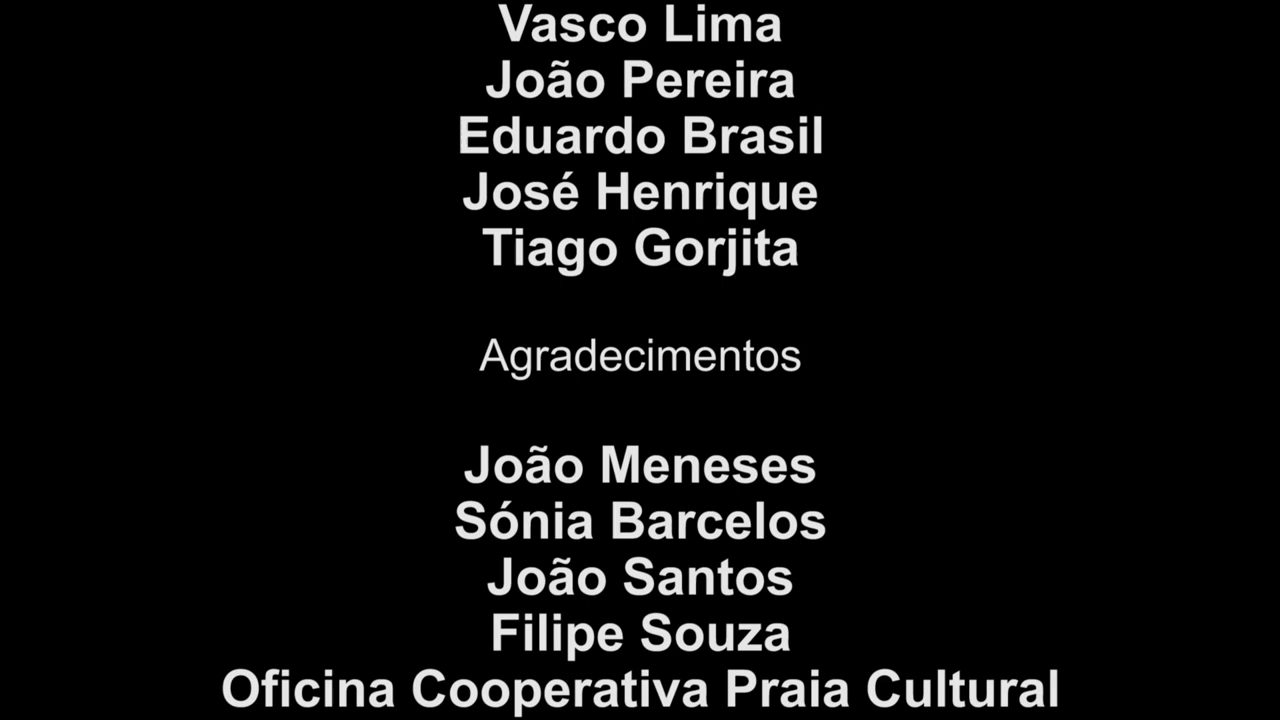 Vasco Lima
João Pereira
Eduardo Brasil
José Henrique
Tiago Gorjita
Agradecimentos
João Meneses
Sónia Barcelos
João Santos
Filipe Souza
Oficina Cooperativa Praia Cultural